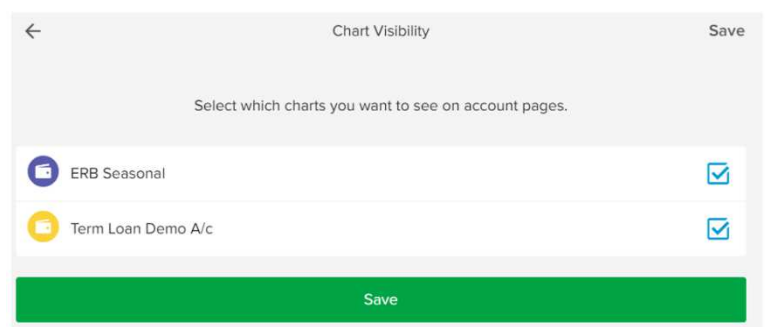 Chart Visibility Save
Select which charts you want to see on account pages.
ERB Seasonal
Term Loan Demo A/c
Save